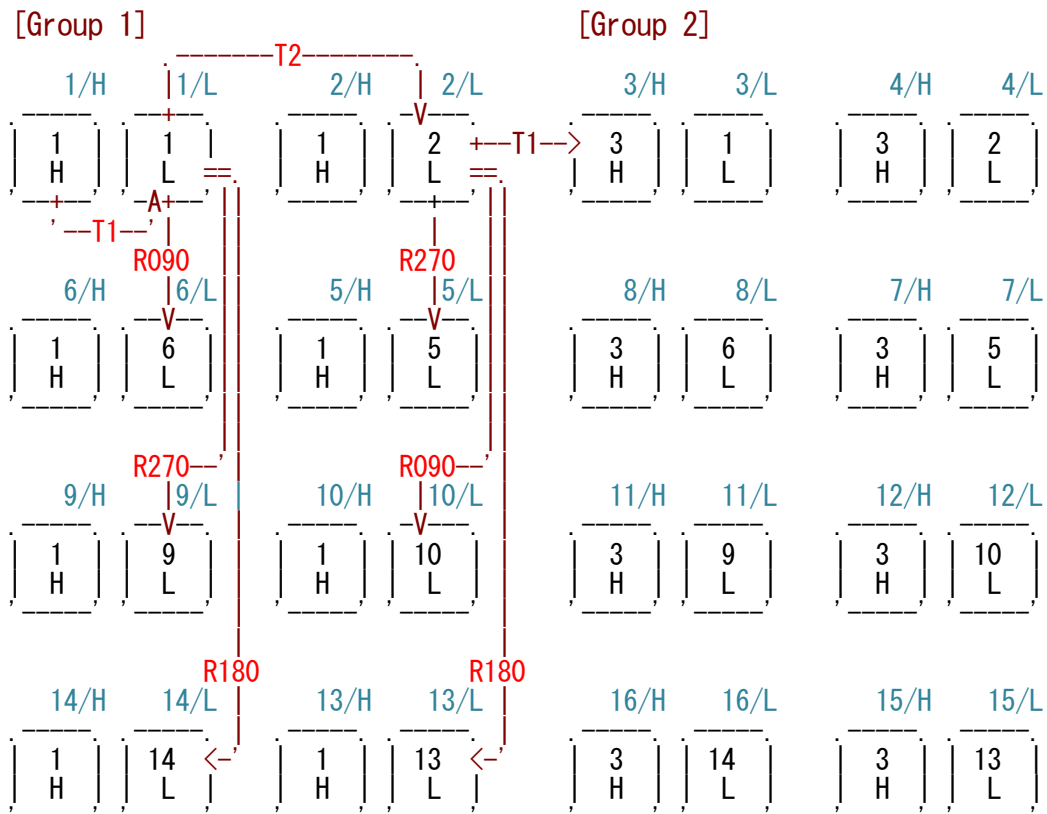 [Group 1] [Group 2]
T2
1/H 1/L 2/H 2/L 3/H 3/L 4/H 4/L
1 1 1 2 +--T1--> 3 1 3 2
H L H L H L H L
T1
R090 R270
6/H 6/L 5/H 5/L 8/H 8/L 7/H 7/L
1 6 1 5 3 6 3 5
H L H L H L H L
R270 R090
9/H 9/L 10/H 10/L 11/H 11/L 12/H 12/L
1 9 1 10 3 9 3 10
H L H L H L H L
R180 R180
14/H 14/L 13/H 13/L 16/H 16/L 15/H 15/L
1 14 1 13 3 14 3 13
H L H L H L H L